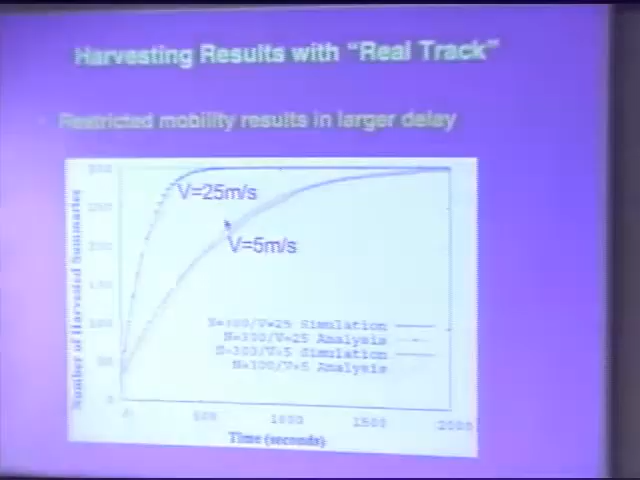 Harvesting Results with "Real Track"
Restricted mobility results in larger delay
V=25m/s
V=5m/s
Number of Harvested Summaries
N=300/V=25 Simulation
N=300/V=25 Analysis
N=300/V=5 Simulation
N=300/V=5 Analysis
0
500
1000
1500
2000
Time (seconds)